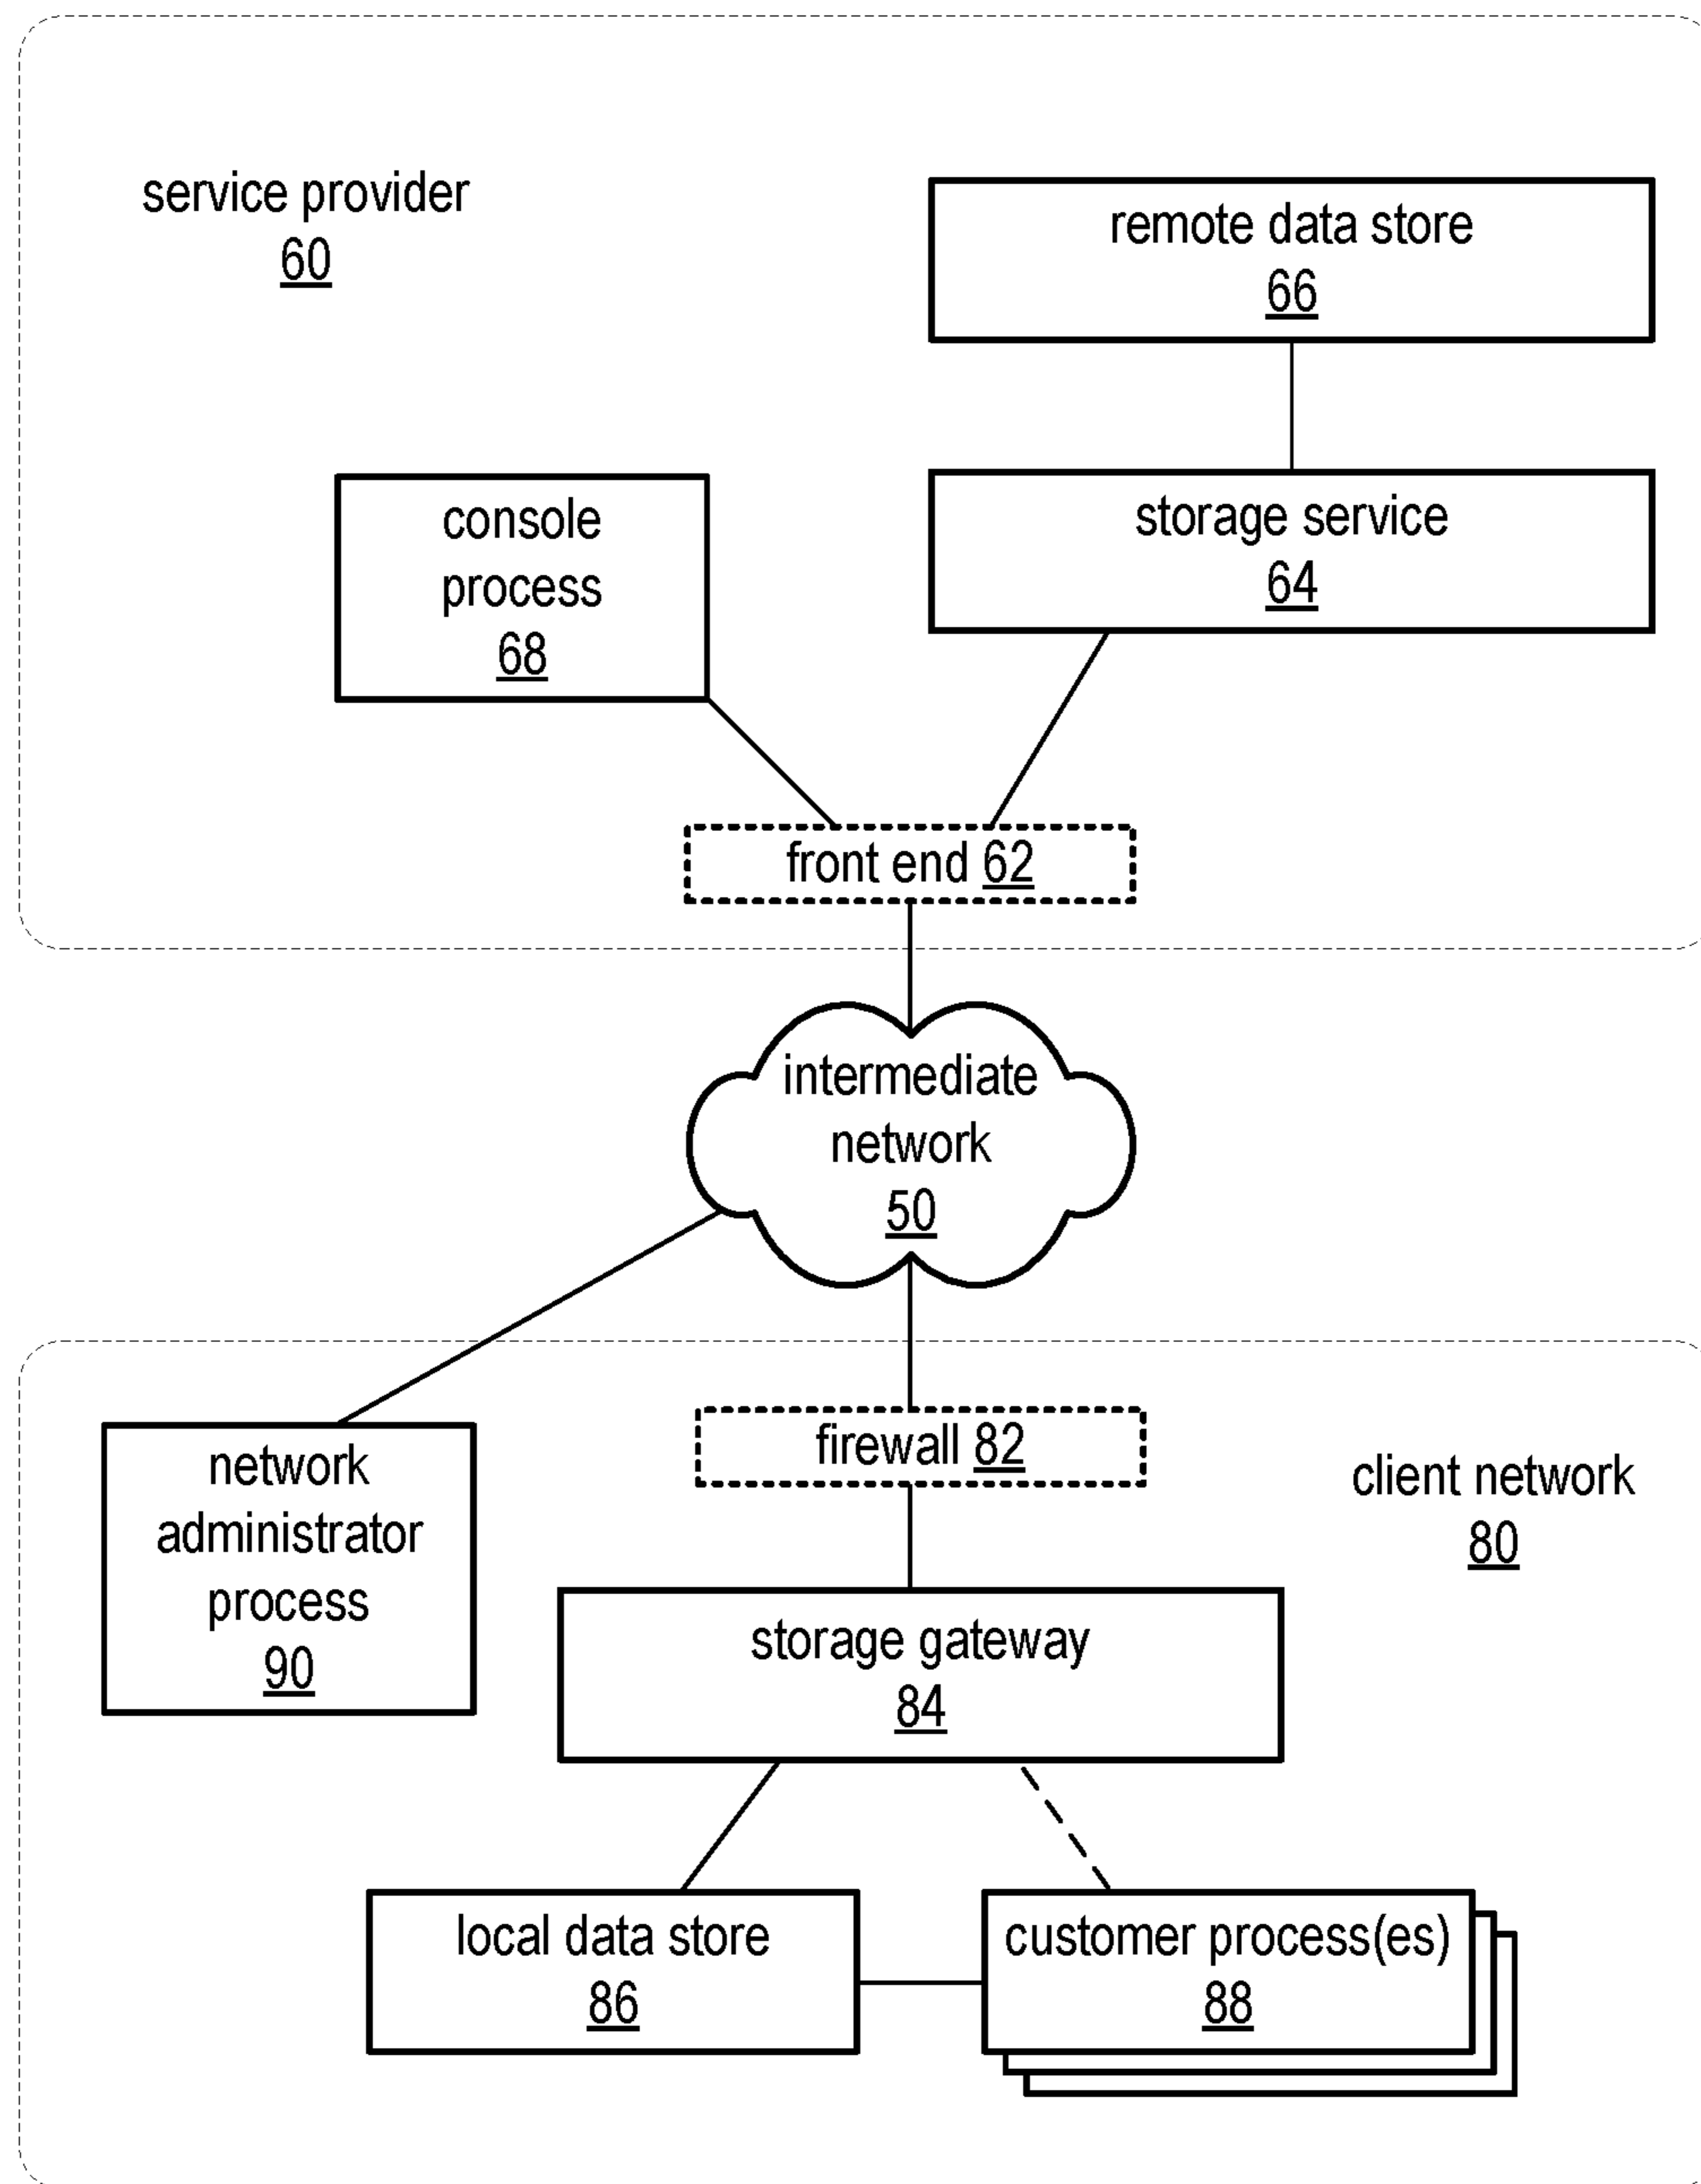 service provider
60
remote data store
66
console
process
68
storage service
64
front end 62
intermediate
network
50
network
administrator
process
90
firewall 82
client network
80
storage gateway
84
local data store
86
customer process(es)
88